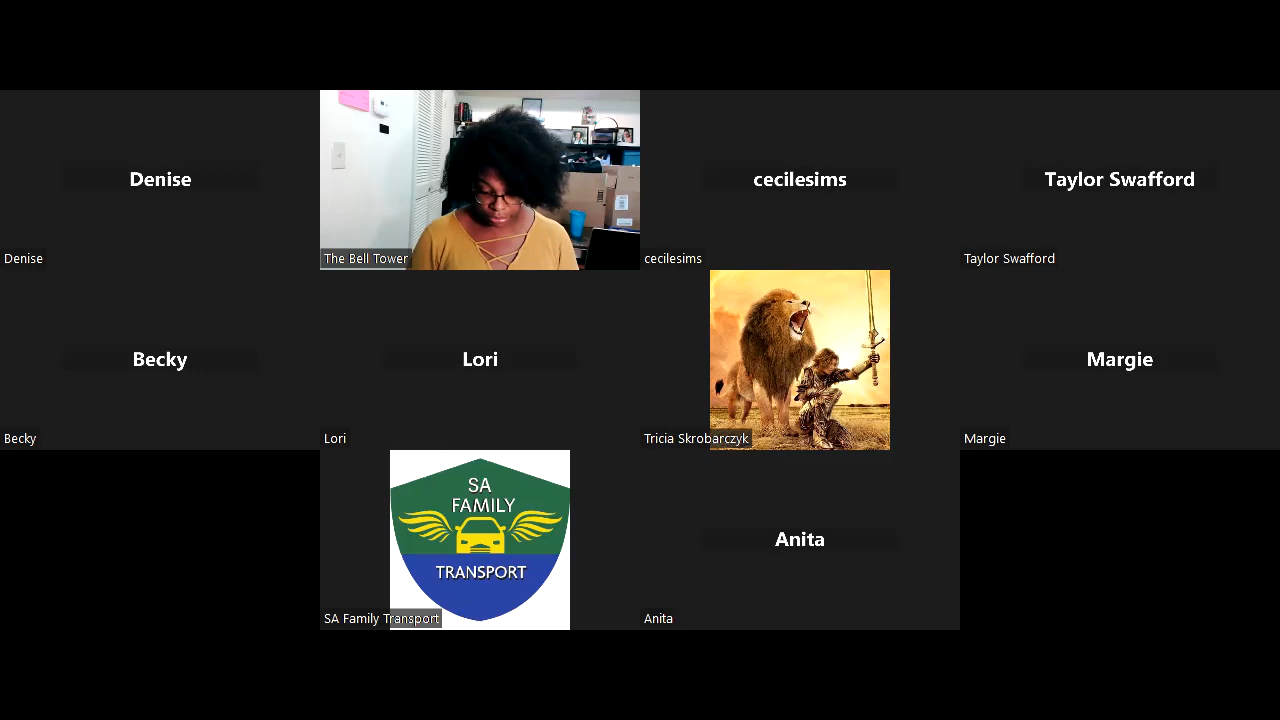 Denise
Denise
The Bell Tower
cecilesims
cecilesims
Taylor Swafford
Taylor Swafford
Becky
Becky
Lori
Lori
Tricia Skrobarczyk
Margie
Margie
SA
FAMILY
TRANSPORT
SA Family Transport
Anita
Anita